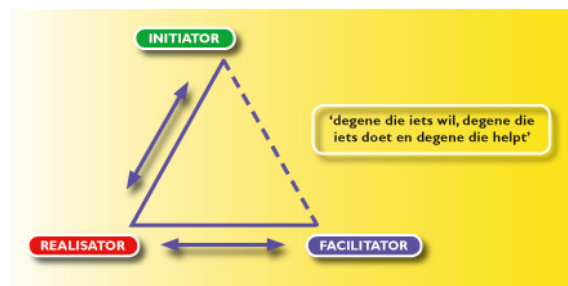 INITIATOR
‘degene die iets wil, degene die
iets doet en degene die helpt’
REALISATOR
FACILITATOR